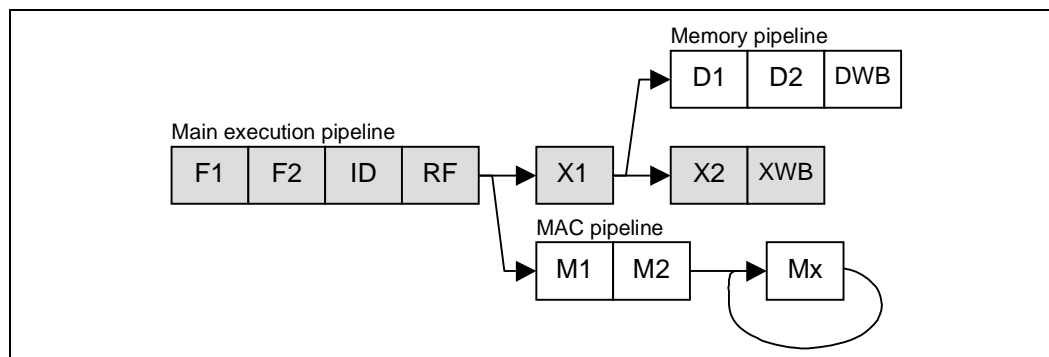 Memory pipeline
D1 D2 DWB
Main execution pipeline
F1 F2 ID RF X1 X2 XWB
MAC pipeline
M1 M2 Mx